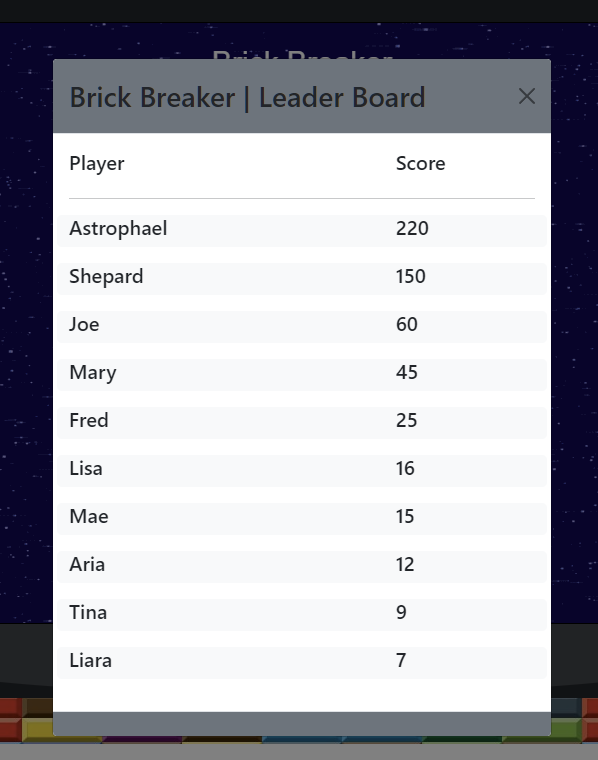 Brick Breaker
Brick Breaker | Leader Board
Player Score
Astrophael 220
Shepard 150
Joe 60
Mary 45
Fred 25
Lisa 16
Mae 15
Aria 12
Tina 9
Liara 7